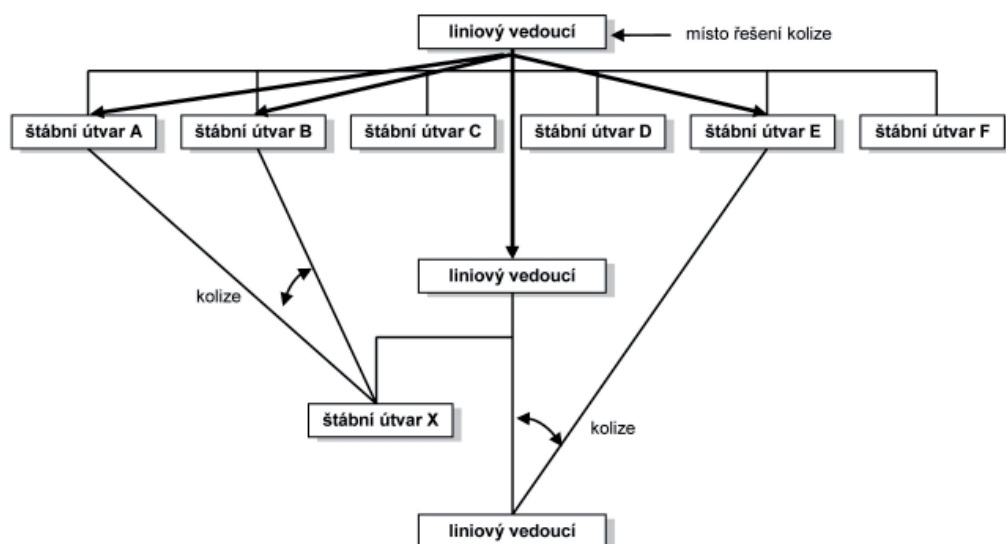 liniový vedoucí
místo řešení kolize
štábní útvar A
štábní útvar B
štábní útvar C
štábní útvar D
štábní útvar E
štábní útvar F
liniový vedoucí
kolize
štábní útvar X
kolize
liniový vedoucí